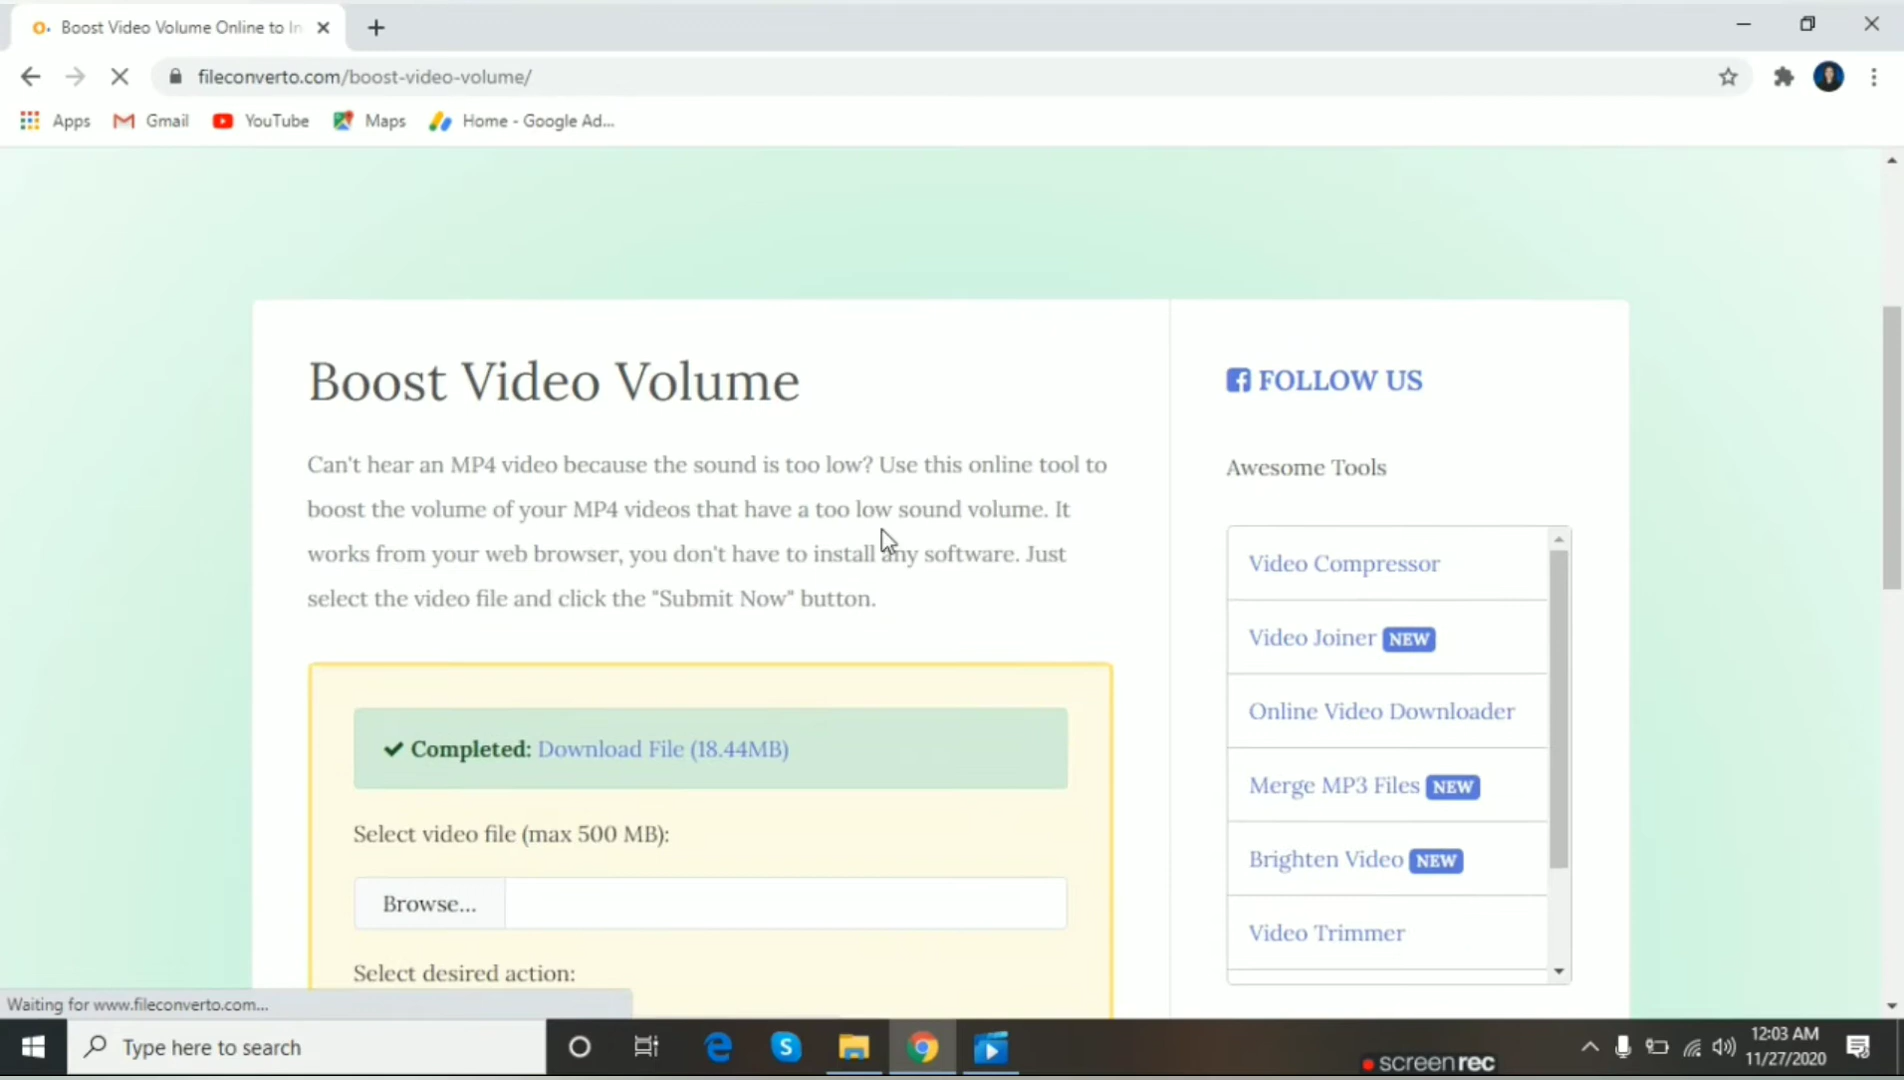 Boost Video Volume Online to In
fileconverto.com/boost-video-volume/
Apps Gmail YouTube Maps Home - Google Ad...
Boost Video Volume
Can't hear an MP4 video because the sound is too low? Use this online tool to
boost the volume of your MP4 videos that have a too low sound volume. It
works from your web browser, you don't have to install any software. Just
select the video file and click the "Submit Now" button.
Completed: Download File (18.44MB)
Select video file (max 500 MB):
Browse...
Select desired action:
FOLLOW US
Awesome Tools
Video Compressor
Video Joiner NEW
Online Video Downloader
Merge MP3 Files NEW
Brighten Video NEW
Video Trimmer
Waiting for www.fileconverto.com...
Type here to search
screenrec
12:03 AM
11/27/2020